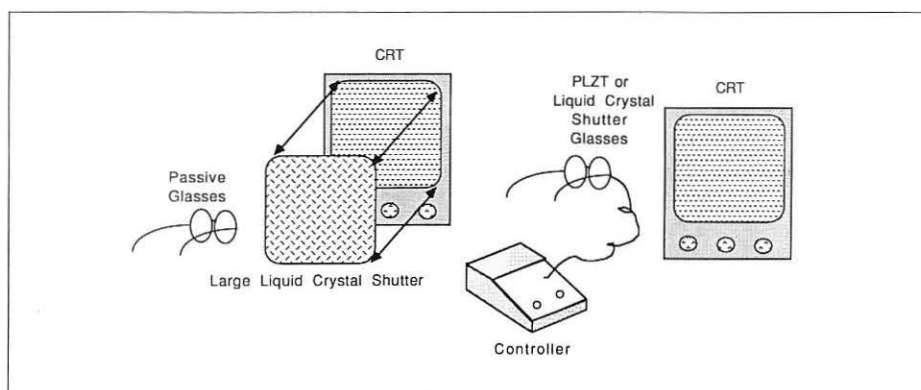 CRT
Passive
Glasses
Large Liquid Crystal Shutter
PLZT or
Liquid Crystal
Shutter
Glasses
CRT
Controller